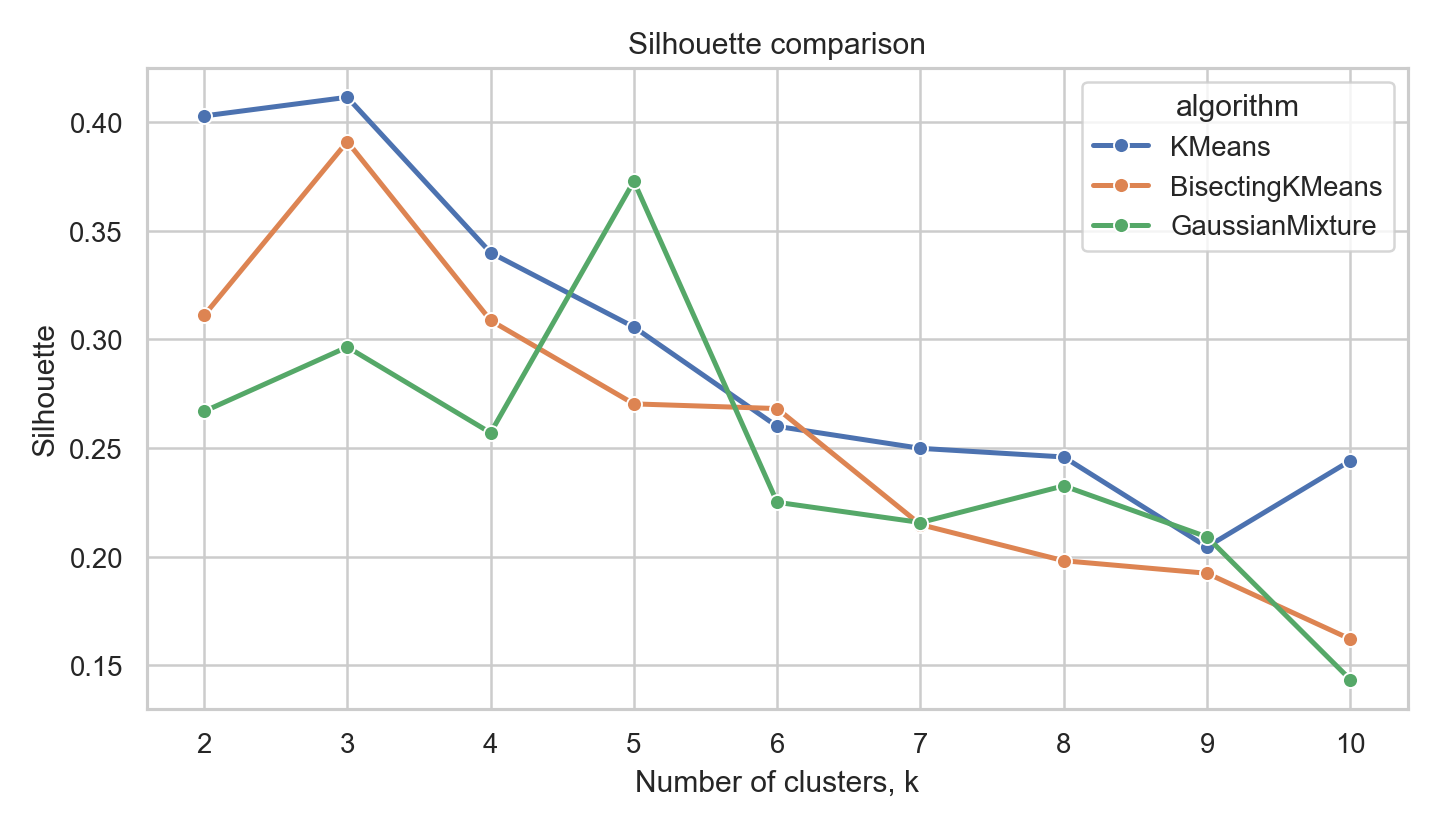 Silhouette comparison
algorithm
KMeans
BisectingKMeans
GaussianMixture
Silhouette
0.40
0.35
0.30
0.25
0.20
0.15
2 3 4 5 6 7 8 9 10
Number of clusters, k